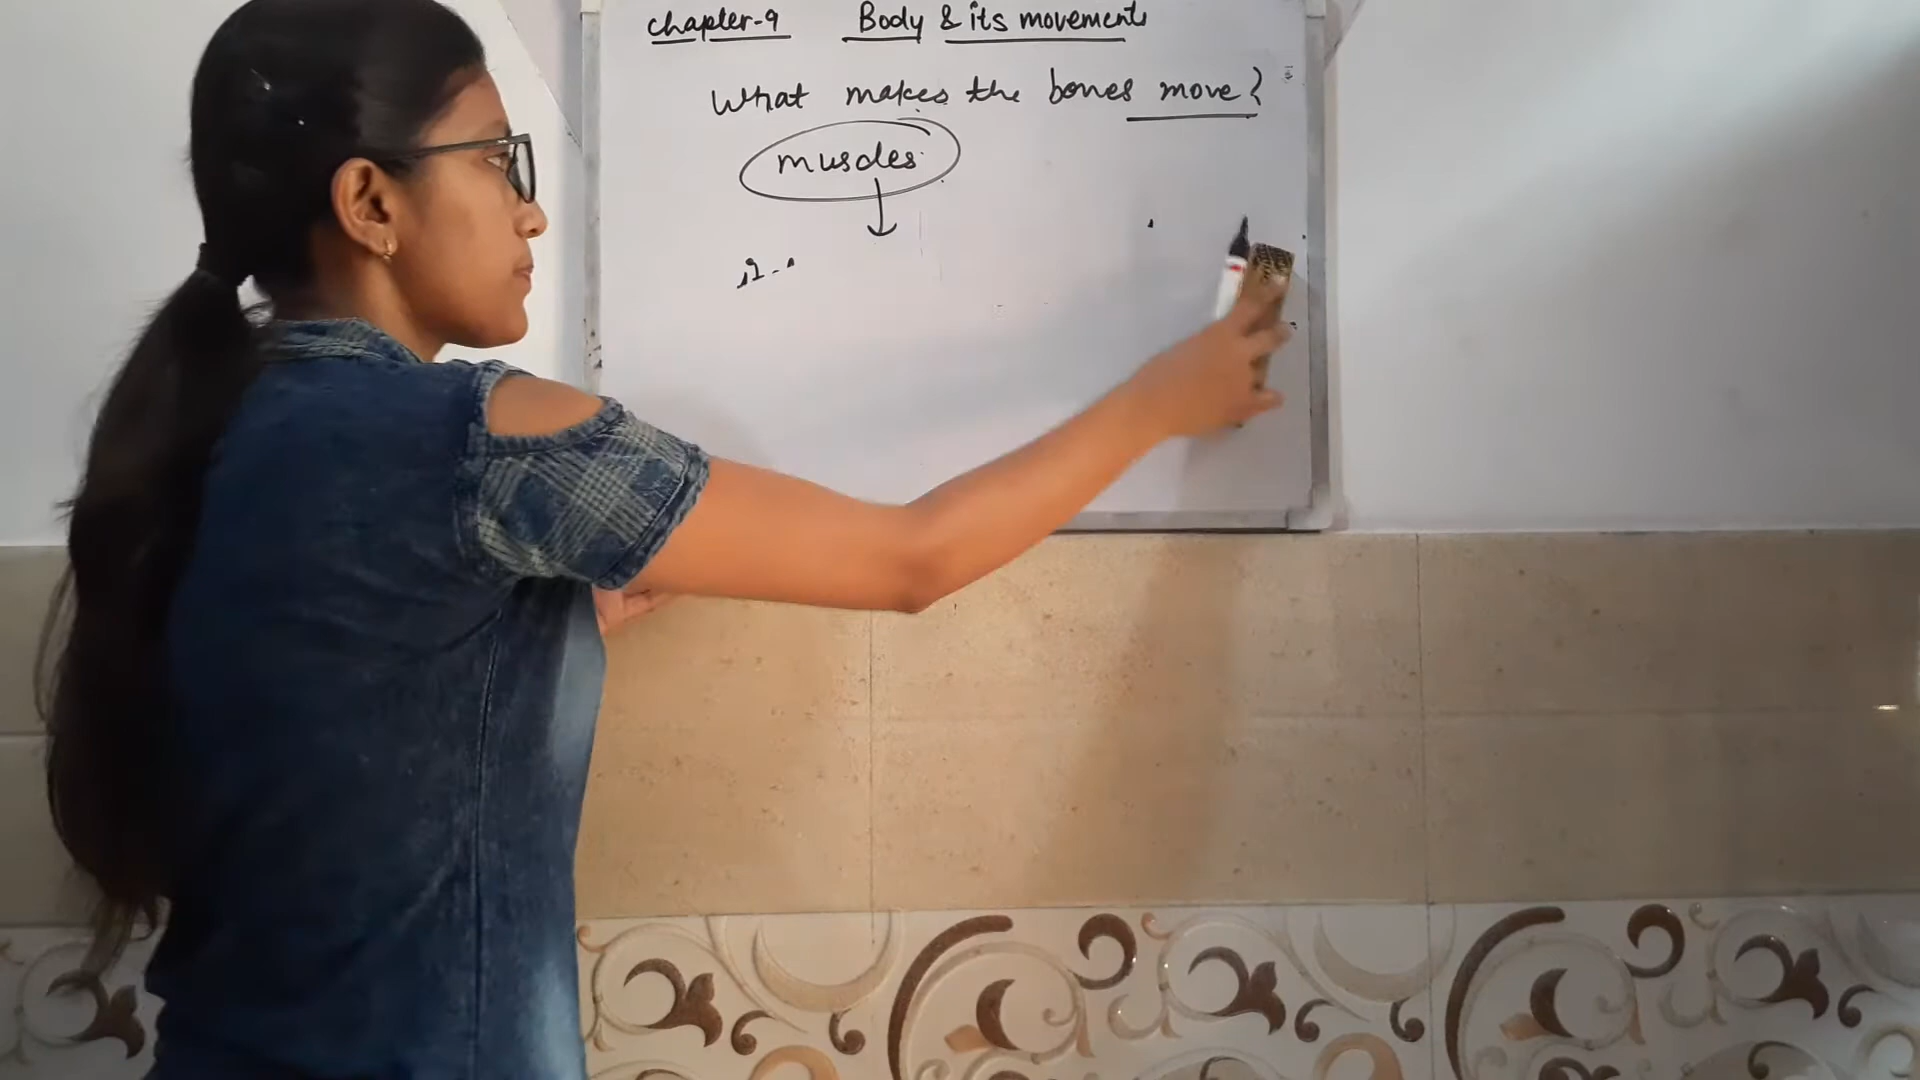 chapter-9 Body & its movements
What makes the bones move?
muscles